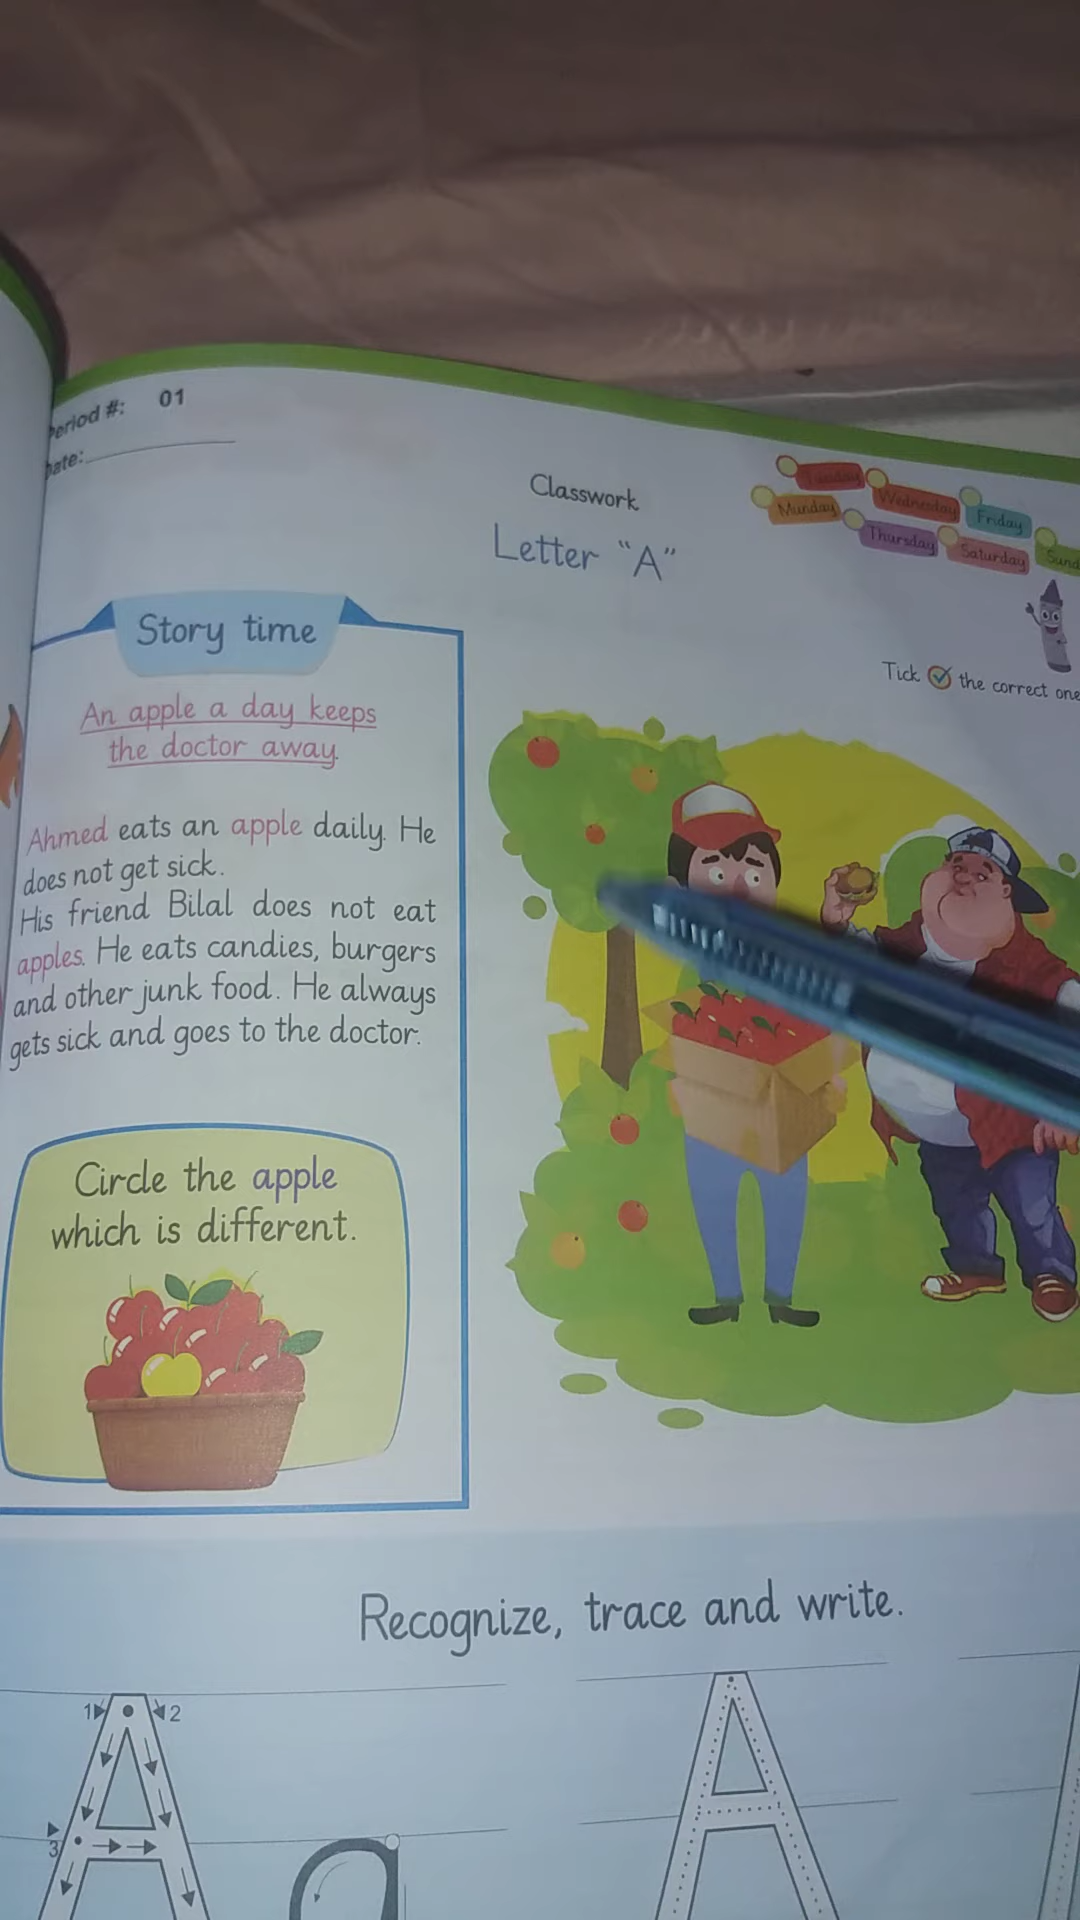 Period #: 01
Date:
Classwork
Letter "A"
Tuesday Wednesday Friday
Munday Thursday Saturday Sund
Tick the correct one
Story time
An apple a day keeps
the doctor away.
Ahmed eats an apple daily. He
does not get sick.
His friend Bilal does not eat
apples. He eats candies, burgers
and other junk food. He always
gets sick and goes to the doctor.
Circle the apple
which is different.
Recognize, trace and write.
1 2
3
A a A